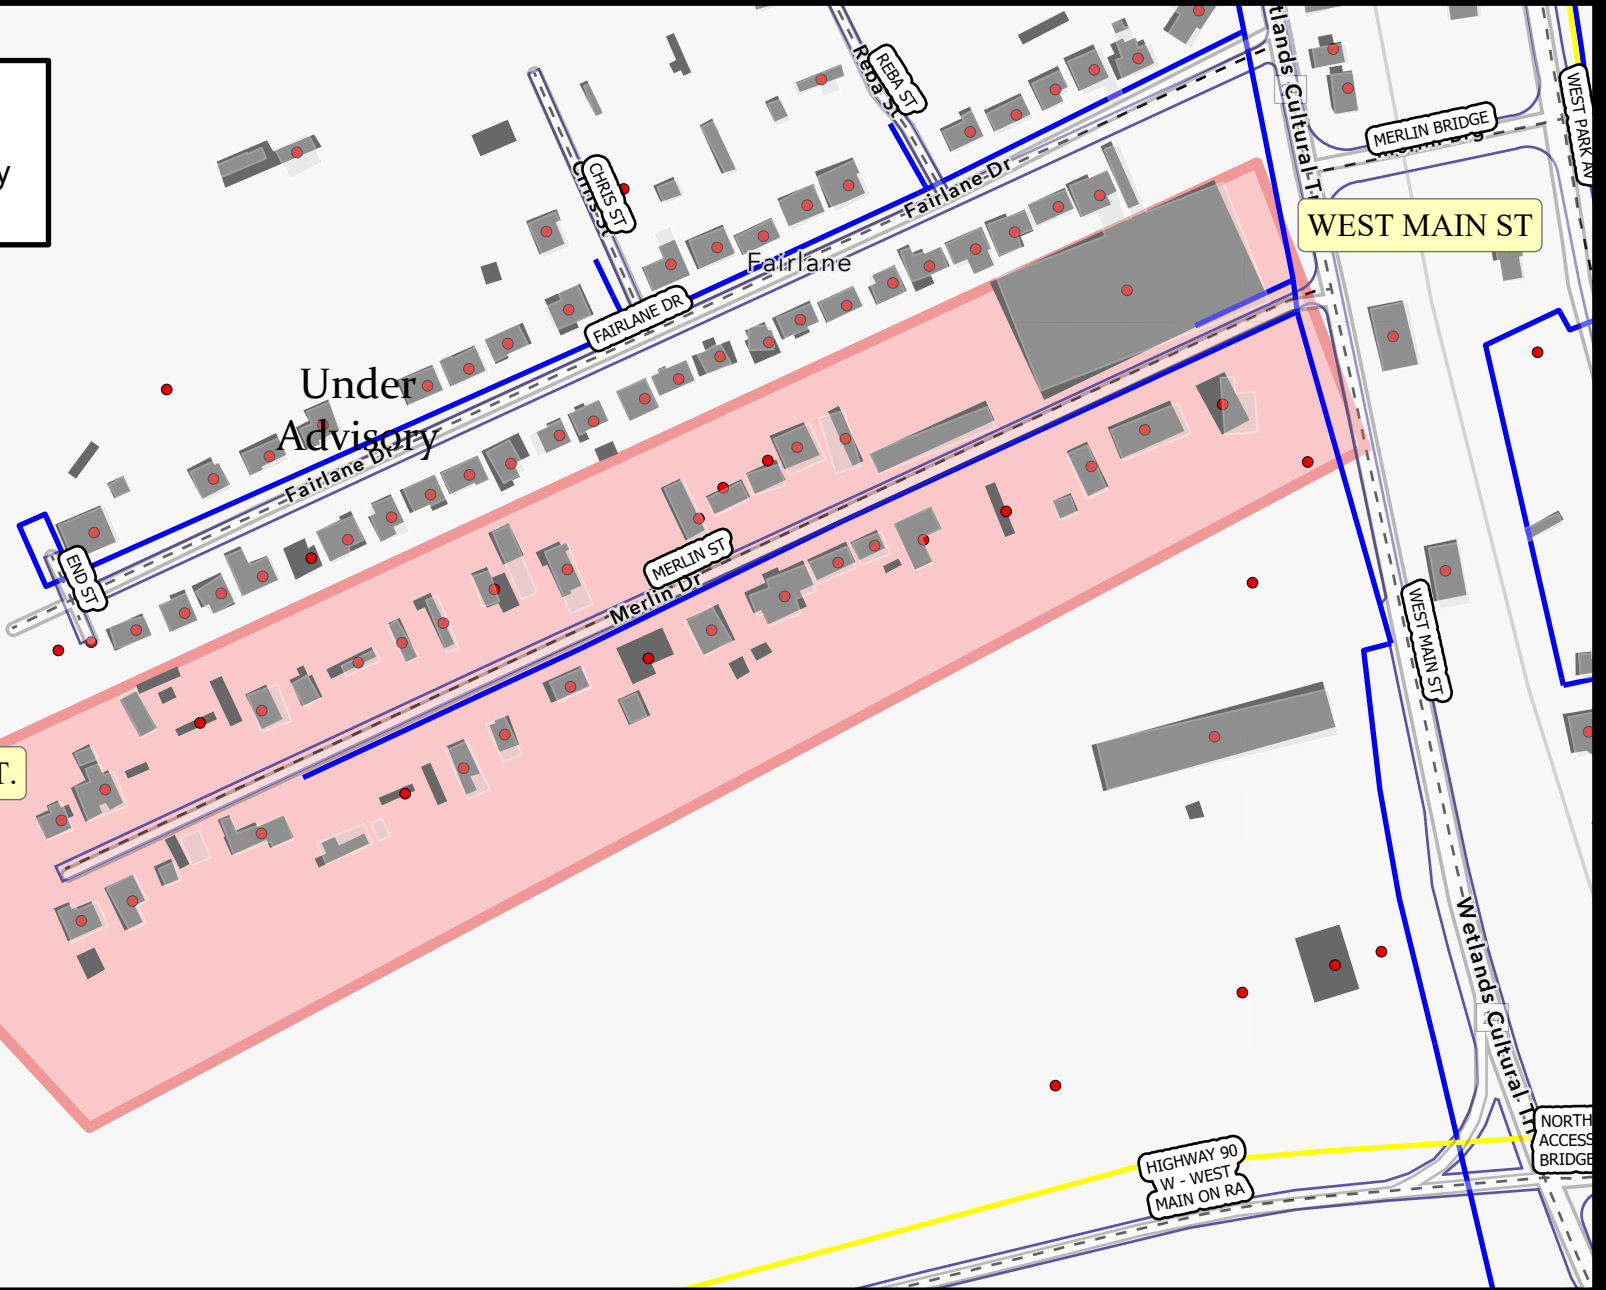 y
REBA ST
Reba St
tlands Cultural T
WEST PARK AV
MERLIN BRIDGE
CHRIS ST
Chris St
Fairlane Dr
WEST MAIN ST
Fairlane
FAIRLANE DR
Under
Advisory
Fairlane Dr
END ST
MERLIN ST
Merlin Dr
WEST MAIN ST
T.
Wetlands Cultural Tr
NORTH
ACCESS
BRIDGE
HIGHWAY 90
W - WEST
MAIN ON RA